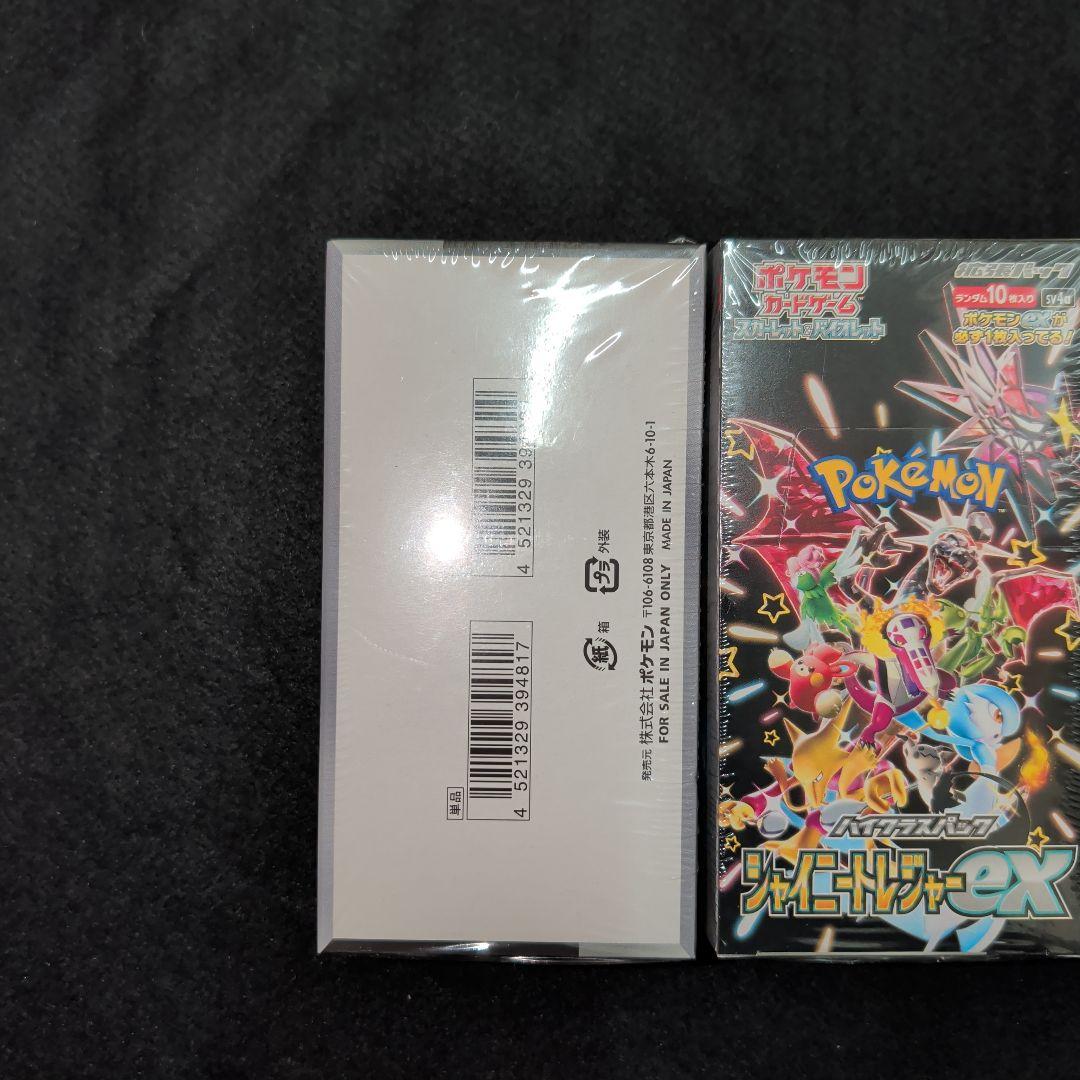 4 521329 39
外装
プラ
単品
4 521329 394817
箱
紙
発売元 株式会社 ポケモン 〒106-6108 東京都港区六本木6-10-1
FOR SALE IN JAPAN ONLY MADE IN JAPAN
ポケモン
カードゲーム
スカーレット&バイオレット
拡張パック
ランダム10枚入り
SV4a
ポケモンexが
必ず1枚入ってる!
POKéMON
ハイクラスパック
シャイニートレジャーex